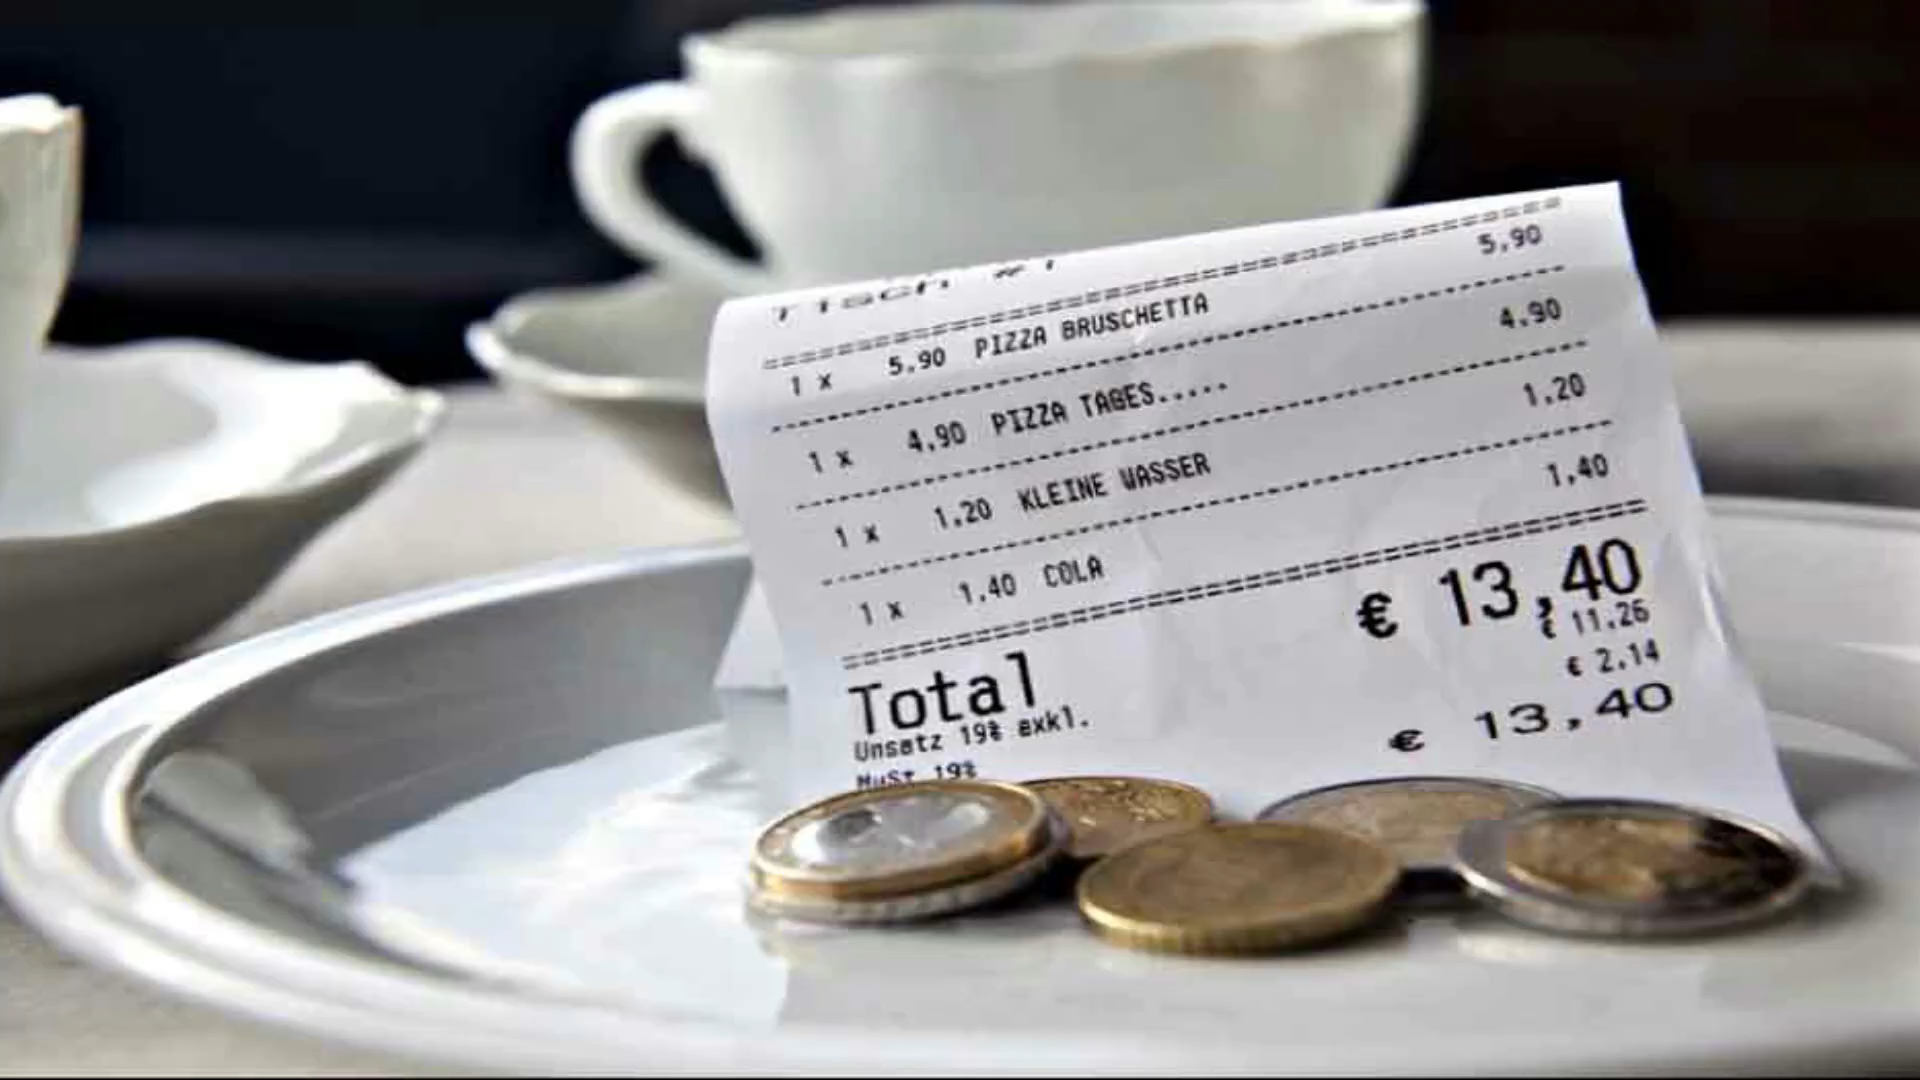 Tisch #1
1 x 5,90 PIZZA BRUSCHETTA 5,90
1 x 4,90 PIZZA TAGES..... 4,90
1 x 1,20 KLEINE WASSER 1,20
1 x 1,40 COLA 1,40
Total € 13,40
Umsatz 19% exkl. € 11,26
MwSt 19% € 2,14
€ 13,40